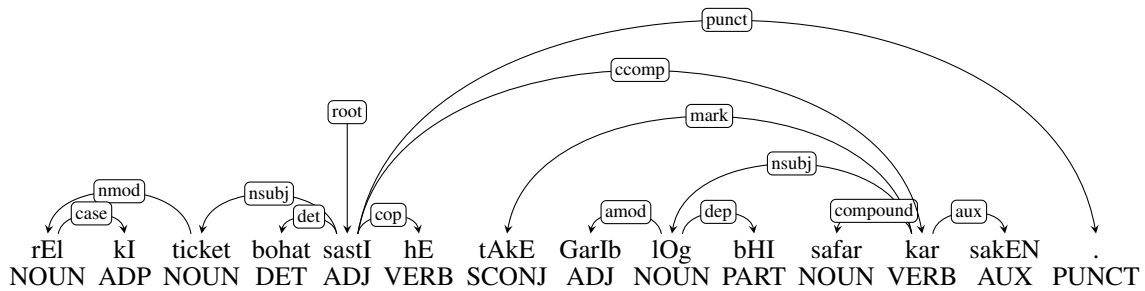 punct
ccomp
root
mark
nsubj
nmod nsubj
case det cop amod dep compound aux
rEl kI ticket bohat sastI hE tAkE GarIb lOg bHI safar kar sakEN .
NOUN ADP NOUN DET ADJ VERB SCONJ ADJ NOUN PART NOUN VERB AUX PUNCT